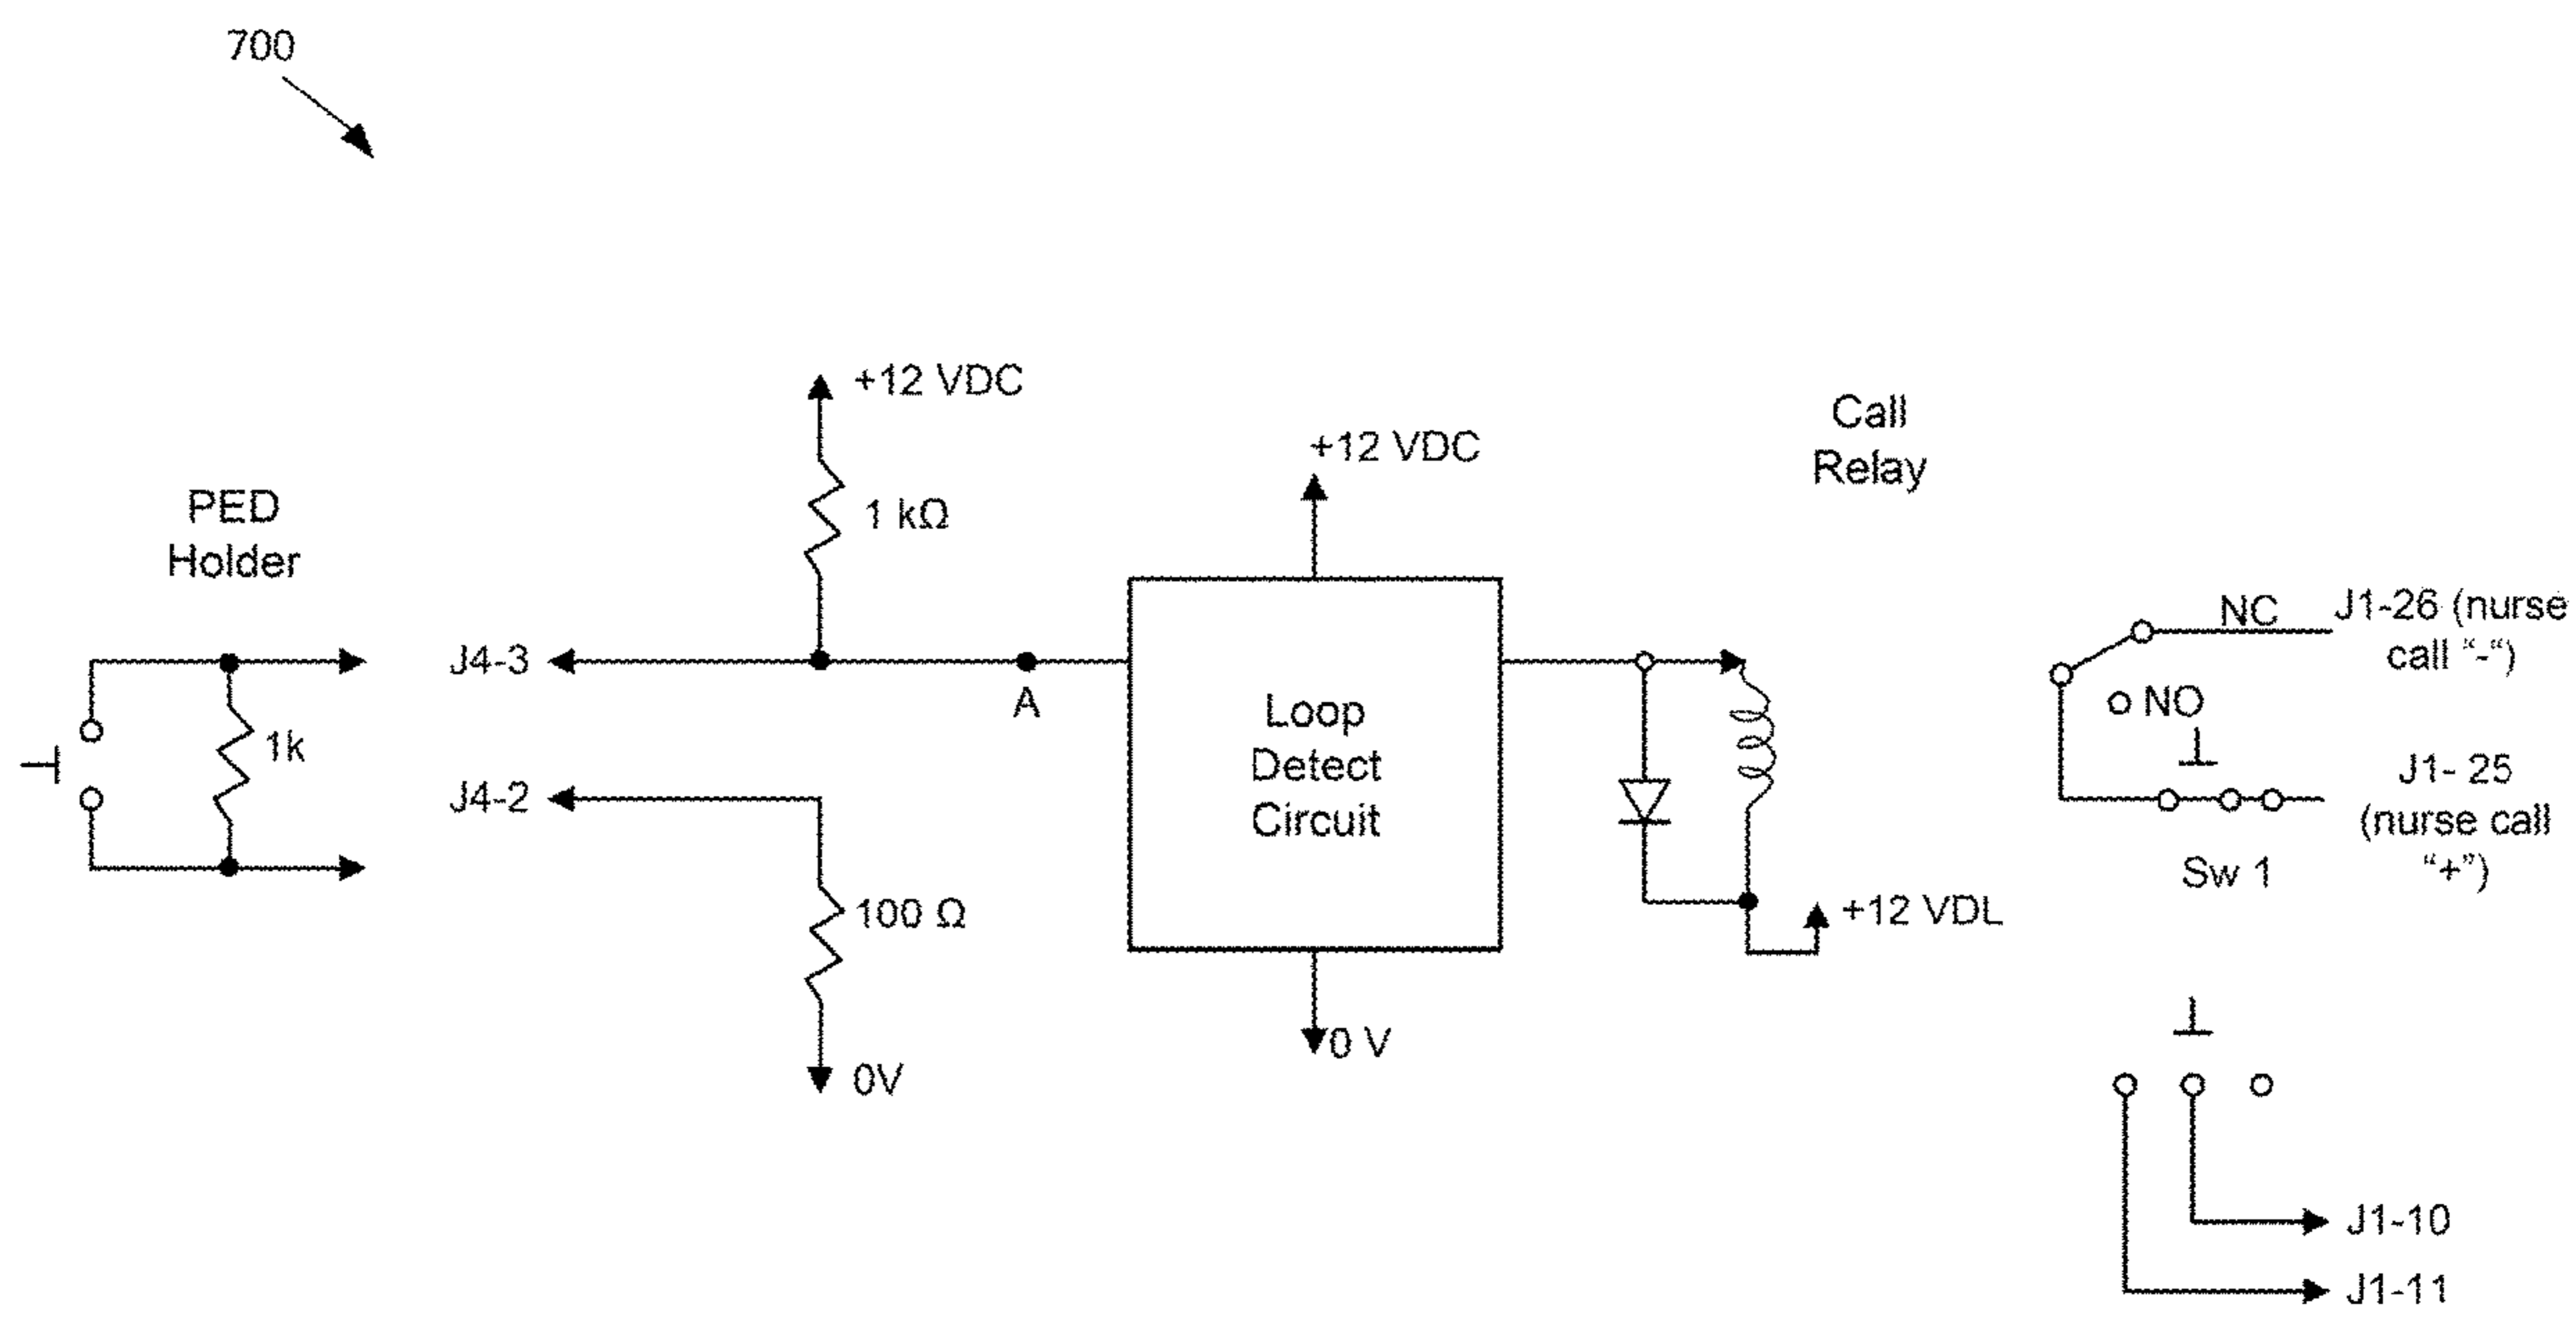 700
+12 VDC
Call
Relay
+12 VDC
PED
Holder
1 kΩ
NC
J1-26 (nurse
call “-“)
J4-3
A
NO
Loop
Detect
Circuit
1k
J4-2
J1- 25
(nurse call
“+”)
Sw 1
100 Ω
+12 VDL
0 V
0V
J1-10
J1-11